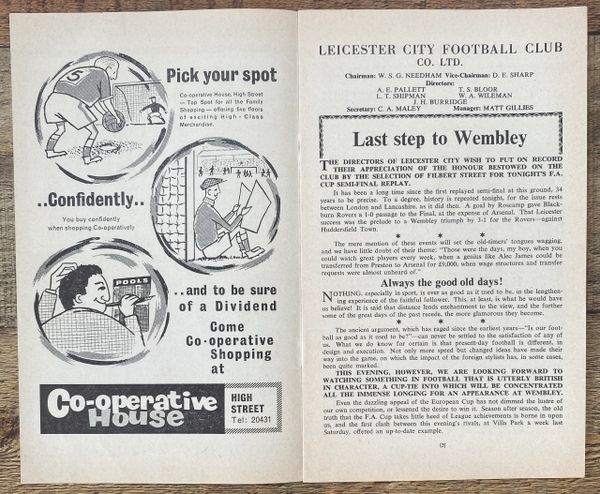 5
Pick your spot
Co-operative House, High Street
— Top Spot for all the Family
Shopping — offering five floors
of exciting High-Class
Merchandise.
..Confidently..
You buy confidently
when shopping Co-operatively
POOLS
..and to be sure
of a Dividend
Come
Co-operative
Shopping
at
Co-operative
House
HIGH
STREET
Tel: 20431
LEICESTER CITY FOOTBALL CLUB
CO. LTD.
Chairman: W. S. G. NEEDHAM Vice-Chairman: D. E. SHARP
Directors:
A. E. PALLETT T. S. BLOOR
L. T. SHIPMAN W. A. WILEMAN
J. H. BURRIDGE
Secretary: C. A. MALEY Manager: MATT GILLIES
Last step to Wembley
THE DIRECTORS OF LEICESTER CITY WISH TO PUT ON RECORD
THEIR APPRECIATION OF THE HONOUR BESTOWED ON THE
CLUB BY THE SELECTION OF FILBERT STREET FOR TONIGHT'S F.A.
CUP SEMI-FINAL REPLAY.
It has been a long time since the first replayed semi-final at this ground, 34
years to be precise. To a degree, history is repeated tonight, for the issue rests
between London and Lancashire, as it did then. A goal by Roscamp gave Black-
burn Rovers a 1-0 passage to the Final, at the expense of Arsenal. That Leicester
success was the prelude to a Wembley triumph by 3-1 for the Rovers—against
Huddersfield Town.
* * *
The mere mention of these events will set the old-timers' tongues wagging,
and we have little doubt of their theme: "Those were the days, my boy, when you
could watch great players every week, when a genius like Alec James could be
transferred from Preston to Arsenal for £9,000, when wage structures and transfer
requests were almost unheard of."
Always the good old days!
NOTHING, especially in sport, is ever as good as it used to be, in the lengthen-
ing experience of the faithful follower. This, at least, is what he would have
us believe! It is said that distance lends enchantment to the view, and the further
some of the great days of the past recede, the more glamorous they become.
* * *
The ancient argument, which has raged since the earliest years—"Is our foot-
ball as good as it used to be?"—can never be settled to the satisfaction of any of
us. What we do know for certain is that present-day football is different, in
design and execution. Not only more speed but changed ideas have made their
way into the game, on which the impact of the foreign stylists has, in some cases,
been quite marked.
THIS EVENING, HOWEVER, WE ARE LOOKING FORWARD TO
WATCHING SOMETHING IN FOOTBALL THAT IS UTTERLY BRITISH
IN CHARACTER, A CUP-TIE INTO WHICH WILL BE CONCENTRATED
ALL THE IMMENSE LONGING FOR AN APPEARANCE AT WEMBLEY.
Even the dazzling appeal of the European Cup has not dimmed the lustre of
our own competition, or lessened the desire to win it. Season after season, the old
truth that the F.A. Cup takes little heed of League achievements is borne in upon
us, and the first clash between this evening's rivals, at Villa Park a week last
Saturday, offered an up-to-date example.